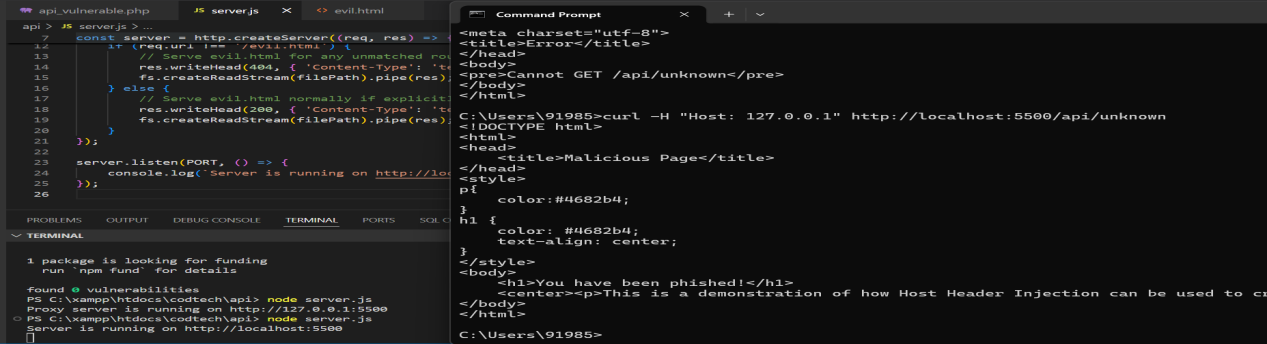 api_vulnerable.php
JS server.js
<> evil.html
api > JS server.js > ...
7 const server = http.createServer((req, res) => {
12 if (req.url !== '/evil.html') {
13 // Serve evil.html for any unmatched rou
14 res.writeHead(404, { 'Content-Type': 'te
15 fs.createReadStream(filePath).pipe(res);
16 } else {
17 // Serve evil.html normally if explicitl
18 res.writeHead(200, { 'Content-Type': 'te
19 fs.createReadStream(filePath).pipe(res);
20 }
21 });
22
23 server.listen(PORT, () => {
24 console.log(`Server is running on http://loc
25 });
26
PROBLEMS OUTPUT DEBUG CONSOLE TERMINAL PORTS SQL C
TERMINAL
1 package is looking for funding
run `npm fund` for details
found 0 vulnerabilities
PS C:\xampp\htdocs\codtech\api> node server.js
Proxy server is running on http://127.0.0.1:5500
PS C:\xampp\htdocs\codtech\api> node server.js
Server is running on http://localhost:5500
Command Prompt
<meta charset="utf-8">
<title>Error</title>
</head>
<body>
<pre>Cannot GET /api/unknown</pre>
</body>
</html>
C:\Users\91985>curl -H "Host: 127.0.0.1" http://localhost:5500/api/unknown
<!DOCTYPE html>
<html>
<head>
<title>Malicious Page</title>
</head>
<style>
p{
color:#4682b4;
}
h1 {
color: #4682b4;
text-align: center;
}
</style>
<body>
<h1>You have been phished!</h1>
<center><p>This is a demonstration of how Host Header Injection can be used to cr
</body>
</html>
C:\Users\91985>